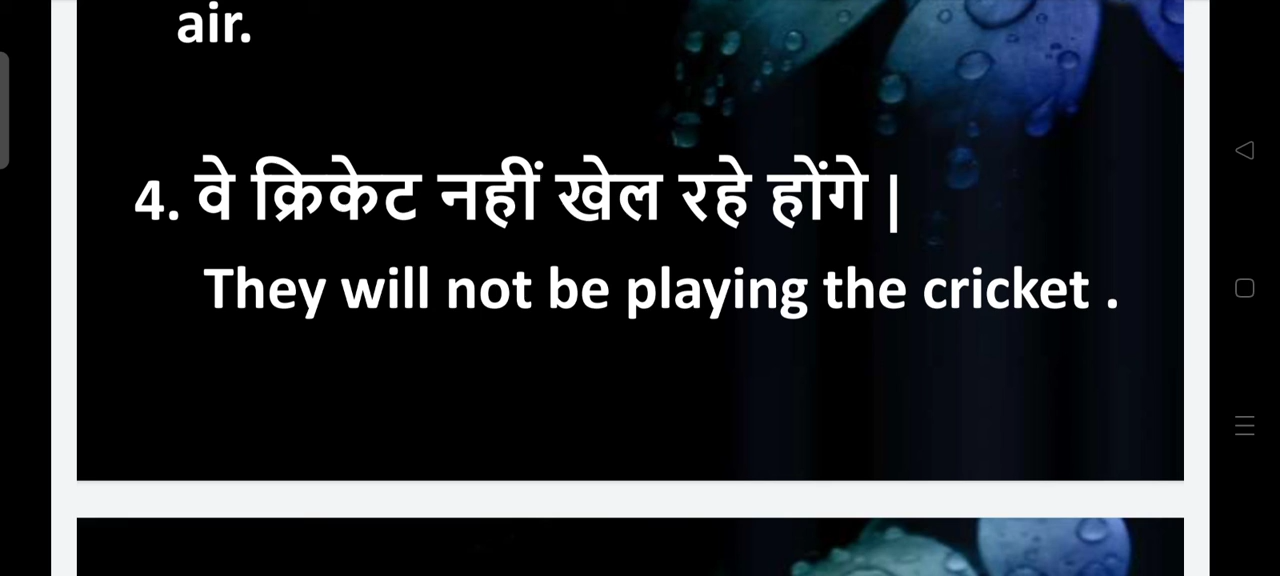 air.
4. वे क्रिकेट नहीं खेल रहे होंगे |
They will not be playing the cricket .